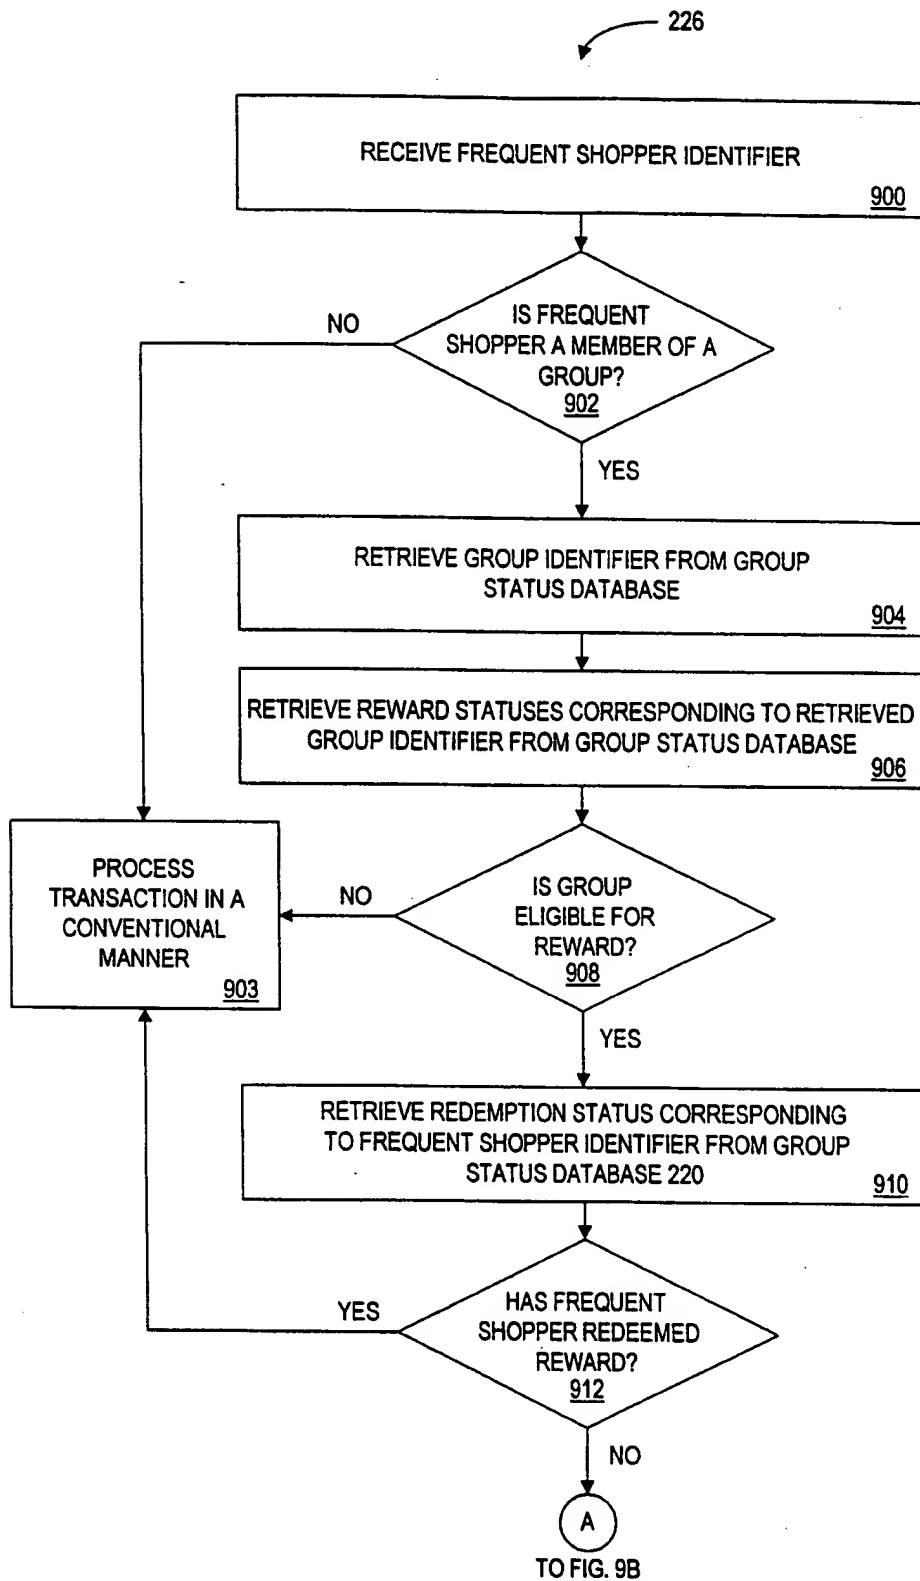 226
RECEIVE FREQUENT SHOPPER IDENTIFIER
900
IS FREQUENT
SHOPPER A MEMBER OF A
GROUP?
902
NO
YES
RETRIEVE GROUP IDENTIFIER FROM GROUP
STATUS DATABASE
904
RETRIEVE REWARD STATUSES CORRESPONDING TO RETRIEVED
GROUP IDENTIFIER FROM GROUP STATUS DATABASE
906
PROCESS
TRANSACTION IN A
CONVENTIONAL
MANNER
903
NO
IS GROUP
ELIGIBLE FOR
REWARD?
908
YES
RETRIEVE REDEMPTION STATUS CORRESPONDING
TO FREQUENT SHOPPER IDENTIFIER FROM GROUP
STATUS DATABASE 220
910
YES
HAS FREQUENT
SHOPPER REDEEMED
REWARD?
912
NO
A
TO FIG. 9B